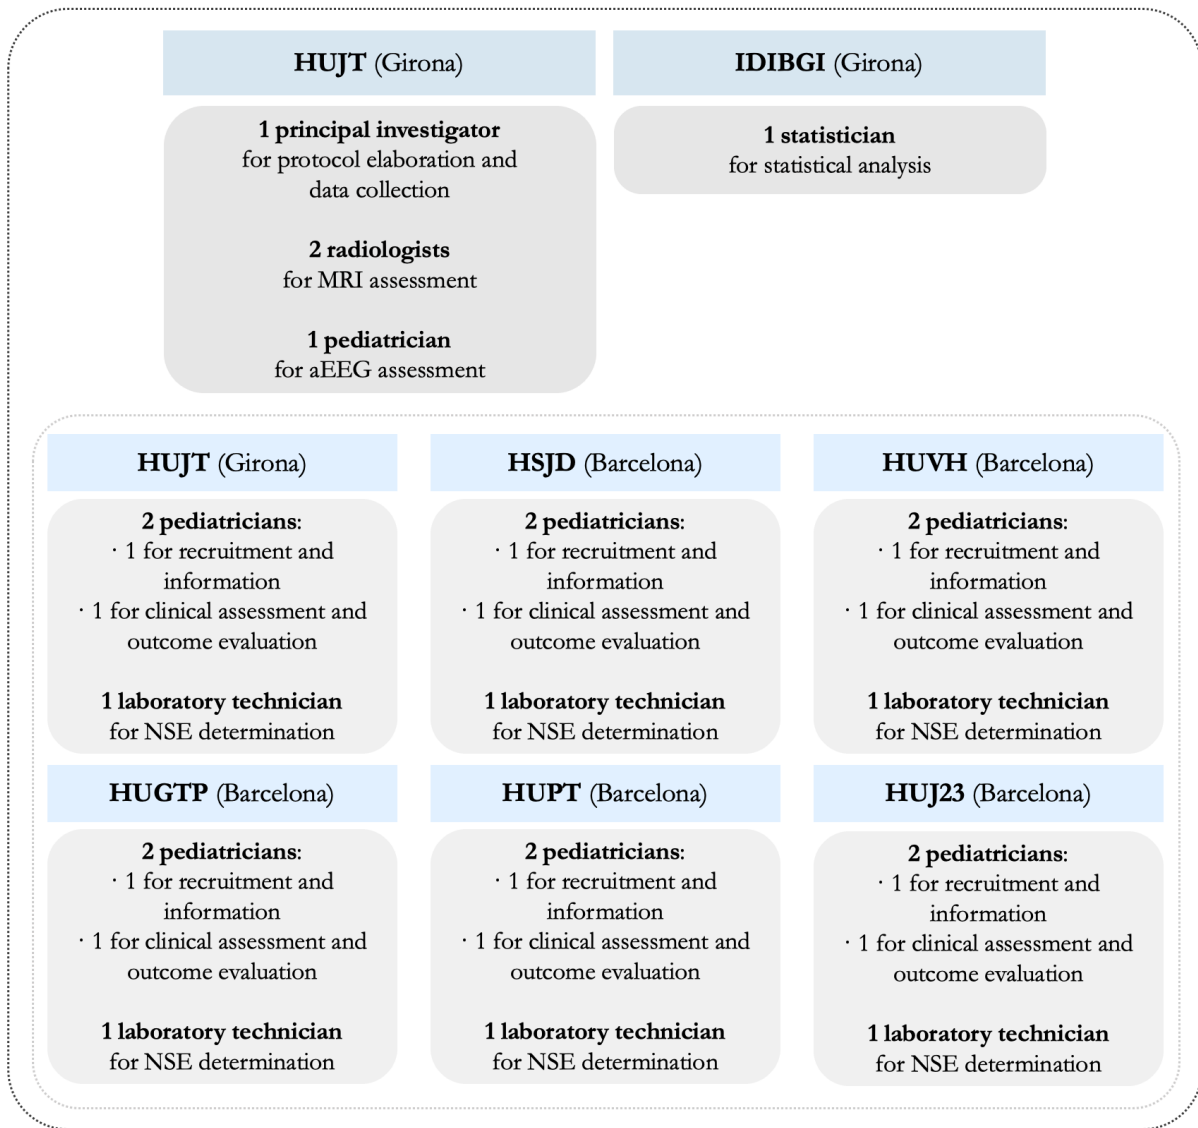 HUJT (Girona)
1 principal investigator
for protocol elaboration and
data collection
2 radiologists
for MRI assessment
1 pediatrician
for aEEG assessment
IDIBGI (Girona)
1 statistician
for statistical analysis
HUJT (Girona)
2 pediatricians:
· 1 for recruitment and
information
· 1 for clinical assessment and
outcome evaluation
1 laboratory technician
for NSE determination
HSJD (Barcelona)
2 pediatricians:
· 1 for recruitment and
information
· 1 for clinical assessment and
outcome evaluation
1 laboratory technician
for NSE determination
HUVH (Barcelona)
2 pediatricians:
· 1 for recruitment and
information
· 1 for clinical assessment and
outcome evaluation
1 laboratory technician
for NSE determination
HUGTP (Barcelona)
2 pediatricians:
· 1 for recruitment and
information
· 1 for clinical assessment and
outcome evaluation
1 laboratory technician
for NSE determination
HUPT (Barcelona)
2 pediatricians:
· 1 for recruitment and
information
· 1 for clinical assessment and
outcome evaluation
1 laboratory technician
for NSE determination
HUJ23 (Barcelona)
2 pediatricians:
· 1 for recruitment and
information
· 1 for clinical assessment and
outcome evaluation
1 laboratory technician
for NSE determination